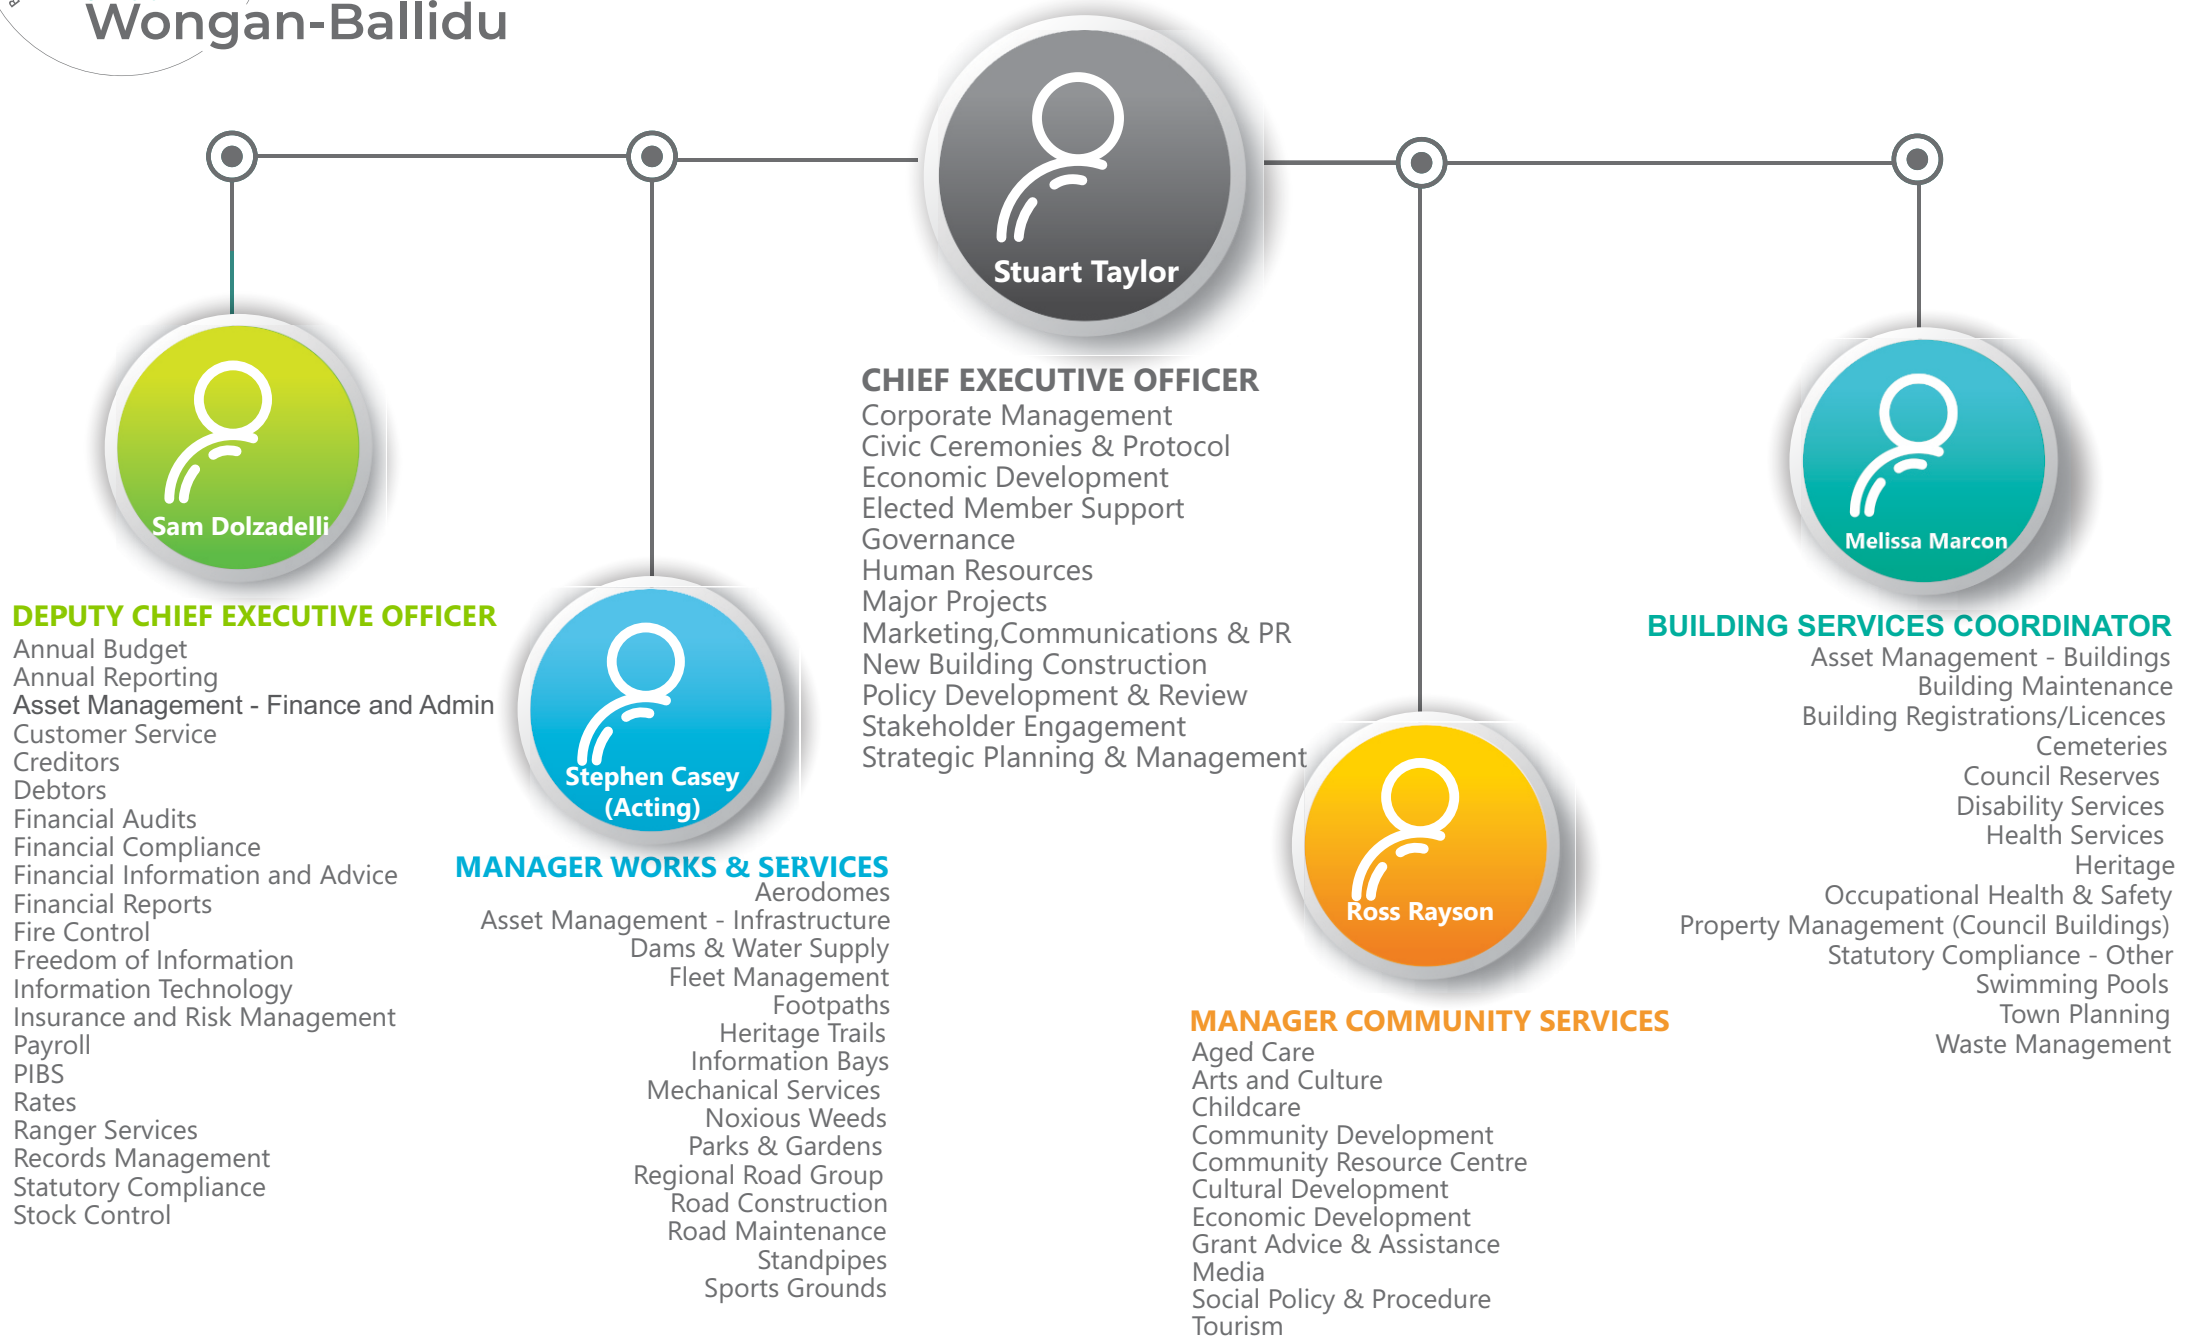 Wongan-Ballidu
Stuart Taylor
CHIEF EXECUTIVE OFFICER
Corporate Management
Civic Ceremonies & Protocol
Economic Development
Elected Member Support
Governance
Human Resources
Major Projects
Marketing,Communications & PR
New Building Construction
Policy Development & Review
Stakeholder Engagement
Strategic Planning & Management
Sam Dolzadelli
DEPUTY CHIEF EXECUTIVE OFFICER
Annual Budget
Annual Reporting
Asset Management - Finance and Admin
Customer Service
Creditors
Debtors
Financial Audits
Financial Compliance
Financial Information and Advice
Financial Reports
Fire Control
Freedom of Information
Information Technology
Insurance and Risk Management
Payroll
PIBS
Rates
Ranger Services
Records Management
Statutory Compliance
Stock Control
Stephen Casey
(Acting)
MANAGER WORKS & SERVICES
Aerodomes
Asset Management - Infrastructure
Dams & Water Supply
Fleet Management
Footpaths
Heritage Trails
Information Bays
Mechanical Services
Noxious Weeds
Parks & Gardens
Regional Road Group
Road Construction
Road Maintenance
Standpipes
Sports Grounds
Ross Rayson
MANAGER COMMUNITY SERVICES
Aged Care
Arts and Culture
Childcare
Community Development
Community Resource Centre
Cultural Development
Economic Development
Grant Advice & Assistance
Media
Social Policy & Procedure
Tourism
Melissa Marcon
BUILDING SERVICES COORDINATOR
Asset Management - Buildings
Building Maintenance
Building Registrations/Licences
Cemeteries
Council Reserves
Disability Services
Health Services
Heritage
Occupational Health & Safety
Property Management (Council Buildings)
Statutory Compliance - Other
Swimming Pools
Town Planning
Waste Management